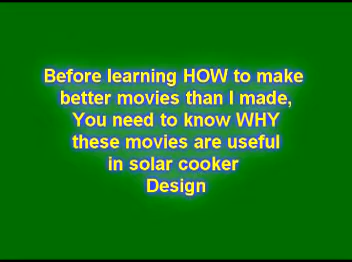 Before learning HOW to make
better movies than I made,
You need to know WHY
these movies are useful
in solar cooker
Design